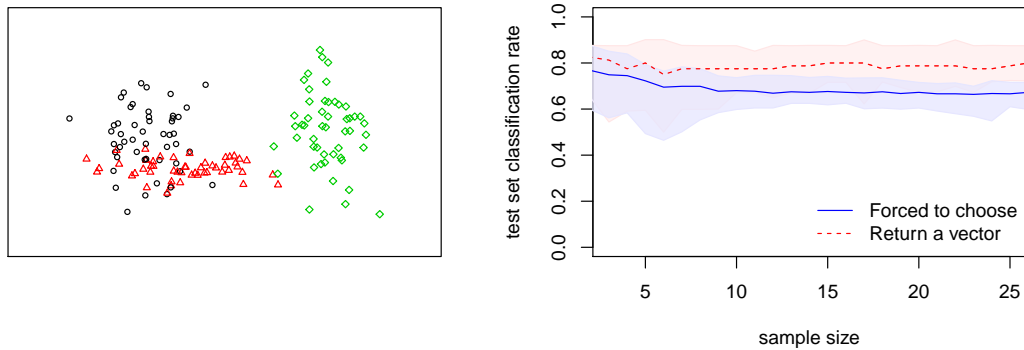 test set classification rate
1.0
0.8
0.6
0.4
0.2
0.0
Forced to choose
Return a vector
5 10 15 20 25
sample size